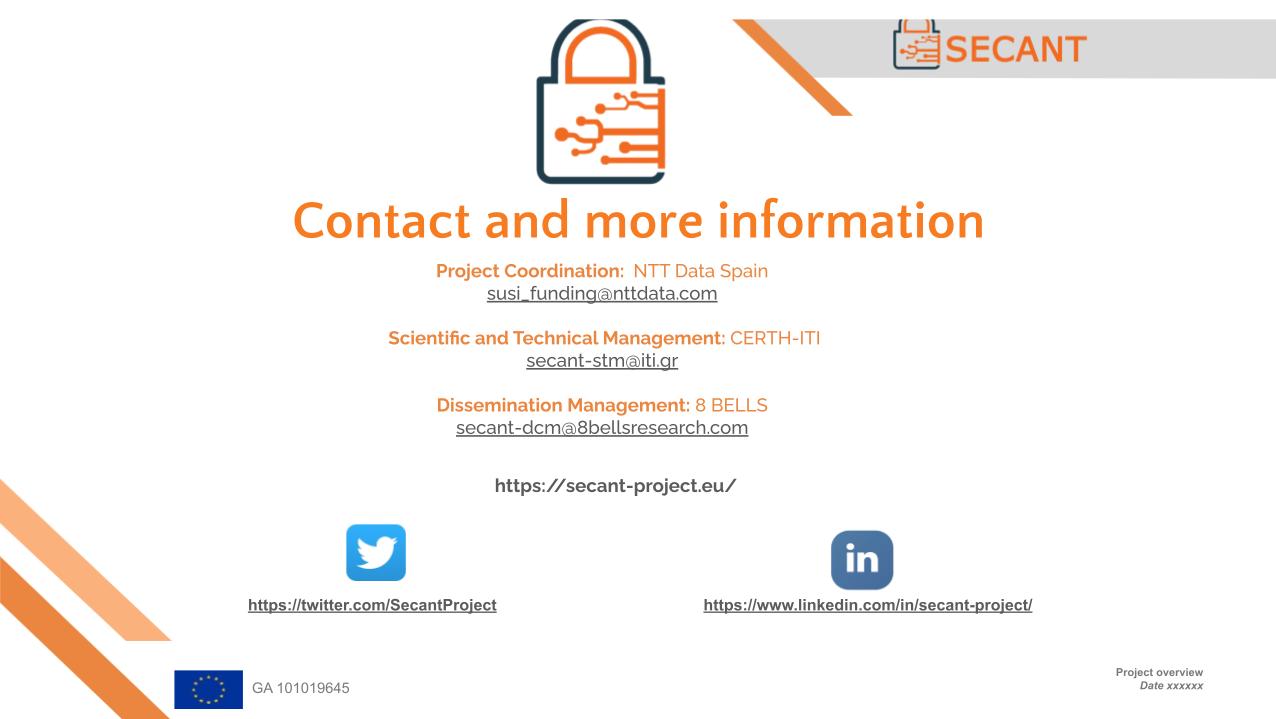 SECANT
Contact and more information
Project Coordination: NTT Data Spain
susi_funding@nttdata.com
Scientific and Technical Management: CERTH-ITI
secant-stm@iti.gr
Dissemination Management: 8 BELLS
secant-dcm@8bellsresearch.com
https://secant-project.eu/
in
https://twitter.com/SecantProject
https://www.linkedin.com/in/secant-project/
GA 101019645
Project overview
Date xxxxxx